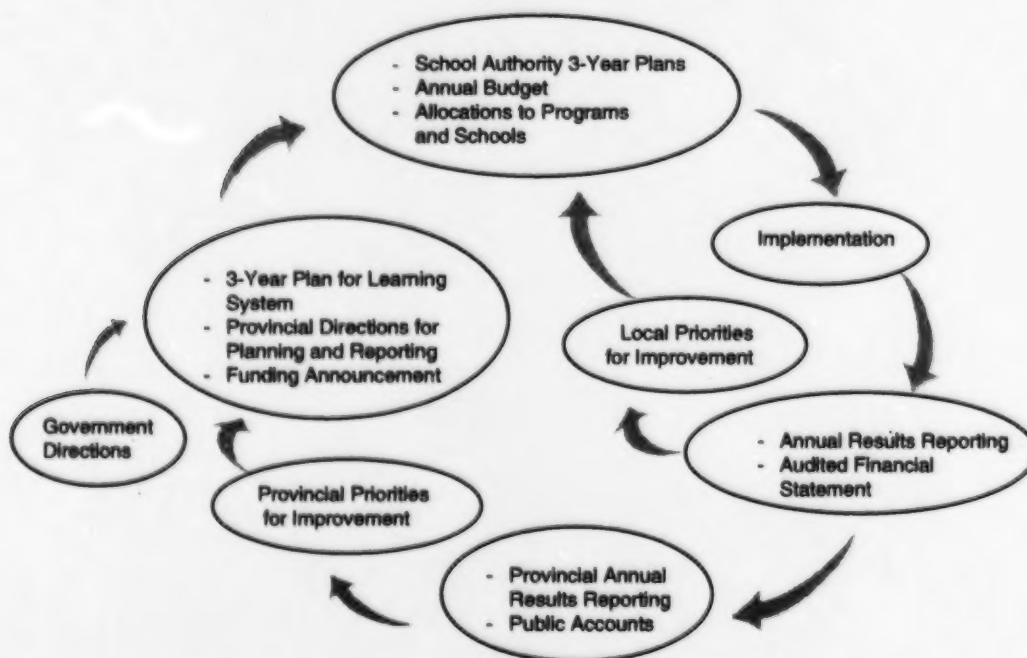 - School Authority 3-Year Plans
- Annual Budget
- Allocations to Programs
and Schools
Implementation
- 3-Year Plan for Learning
System
- Provincial Directions for
Planning and Reporting
- Funding Announcement
Local Priorities
for Improvement
Government
Directions
- Annual Results Reporting
- Audited Financial
Statement
Provincial Priorities
for Improvement
- Provincial Annual
Results Reporting
- Public Accounts